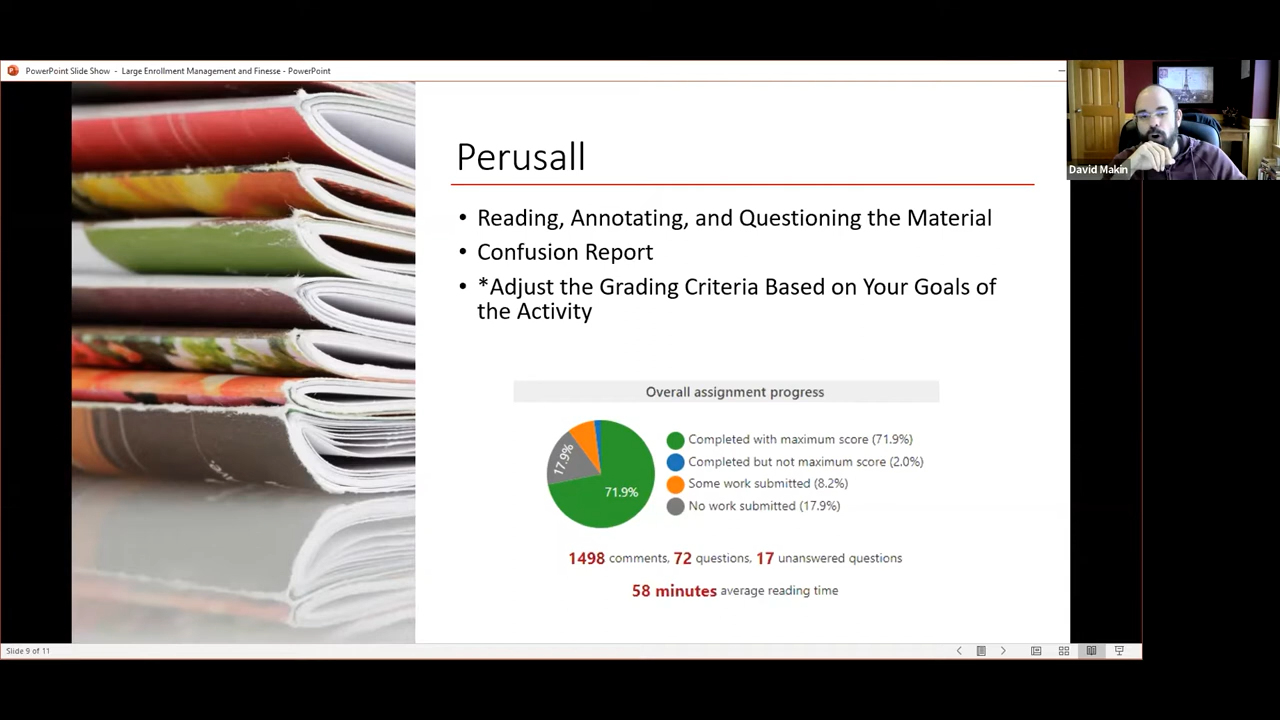 PowerPoint Slide Show - Large Enrollment Management and Finesse - PowerPoint
David Makin
Perusall
• Reading, Annotating, and Questioning the Material
• Confusion Report
• *Adjust the Grading Criteria Based on Your Goals of
the Activity
Overall assignment progress
17.9%
71.9%
Completed with maximum score (71.9%)
Completed but not maximum score (2.0%)
Some work submitted (8.2%)
No work submitted (17.9%)
1498 comments, 72 questions, 17 unanswered questions
58 minutes average reading time
Slide 9 of 11